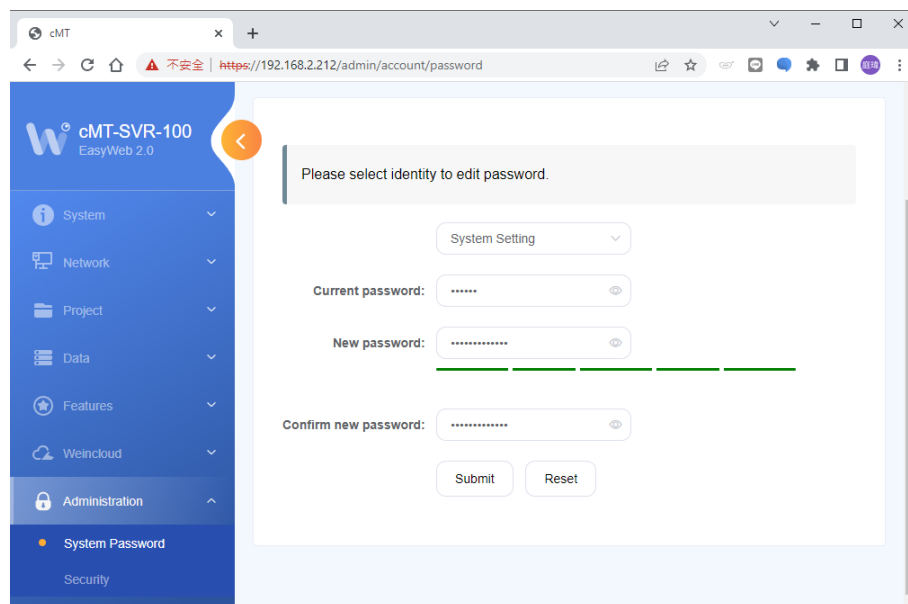 cMT
不安全 | https://192.168.2.212/admin/account/password
cMT-SVR-100
EasyWeb 2.0
System
Network
Project
Data
Features
Weincloud
Administration
System Password
Security
Please select identity to edit password.
System Setting
Current password: ••••••
New password: •••••••••••••
Confirm new password: •••••••••••••
Submit Reset